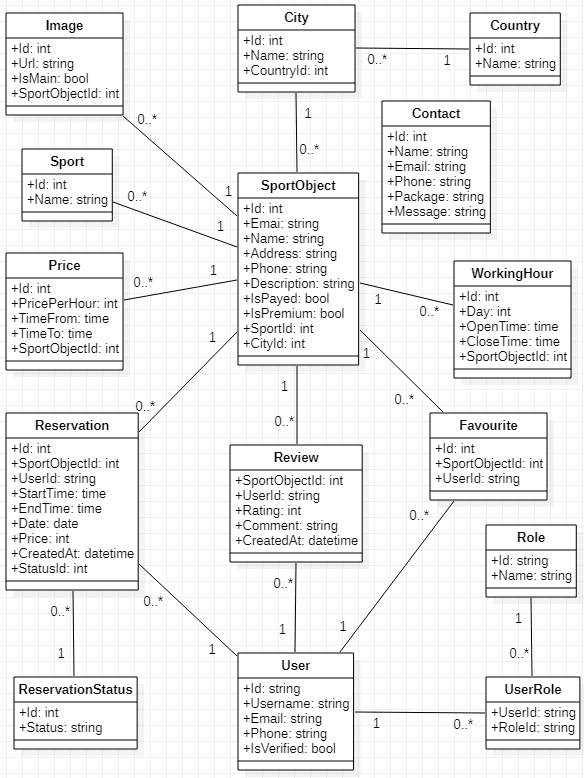 Image
+Id: int
+Url: string
+IsMain: bool
+SportObjectId: int
City
+Id: int
+Name: string
+CountryId: int
0..*
1
Country
+Id: int
+Name: string
Contact
+Id: int
+Name: string
+Email: string
+Phone: string
+Package: string
+Message: string
0..*
1
1
0..*
Sport
+Id: int
+Name: string
0..*
1
SportObject
+Id: int
+Emai: string
+Name: string
+Address: string
+Phone: string
+Description: string
+IsPayed: bool
+IsPremium: bool
+SportId: int
+CityId: int
Price
+Id: int
+PricePerHour: int
+TimeFrom: time
+TimeTo: time
+SportObjectId: int
0..*
1
WorkingHour
+Id: int
+Day: int
+OpenTime: time
+CloseTime: time
+SportObjectId: int
1
0..*
1
0..*
1
0..*
1
0..*
Reservation
+Id: int
+SportObjectId: int
+UserId: string
+StartTime: time
+EndTime: time
+Date: date
+Price: int
+CreatedAt: datetime
+StatusId: int
Review
+SportObjectId: int
+UserId: string
+Rating: int
+Comment: string
+CreatedAt: datetime
Favourite
+Id: int
+SportObjectId: int
+UserId: string
0..*
1
0..*
1
0..*
1
0..*
1
Role
+Id: string
+Name: string
1
0..*
ReservationStatus
+Id: int
+Status: string
User
+Id: string
+Username: string
+Email: string
+Phone: string
+IsVerified: bool
1
0..*
UserRole
+UserId: string
+RoleId: string